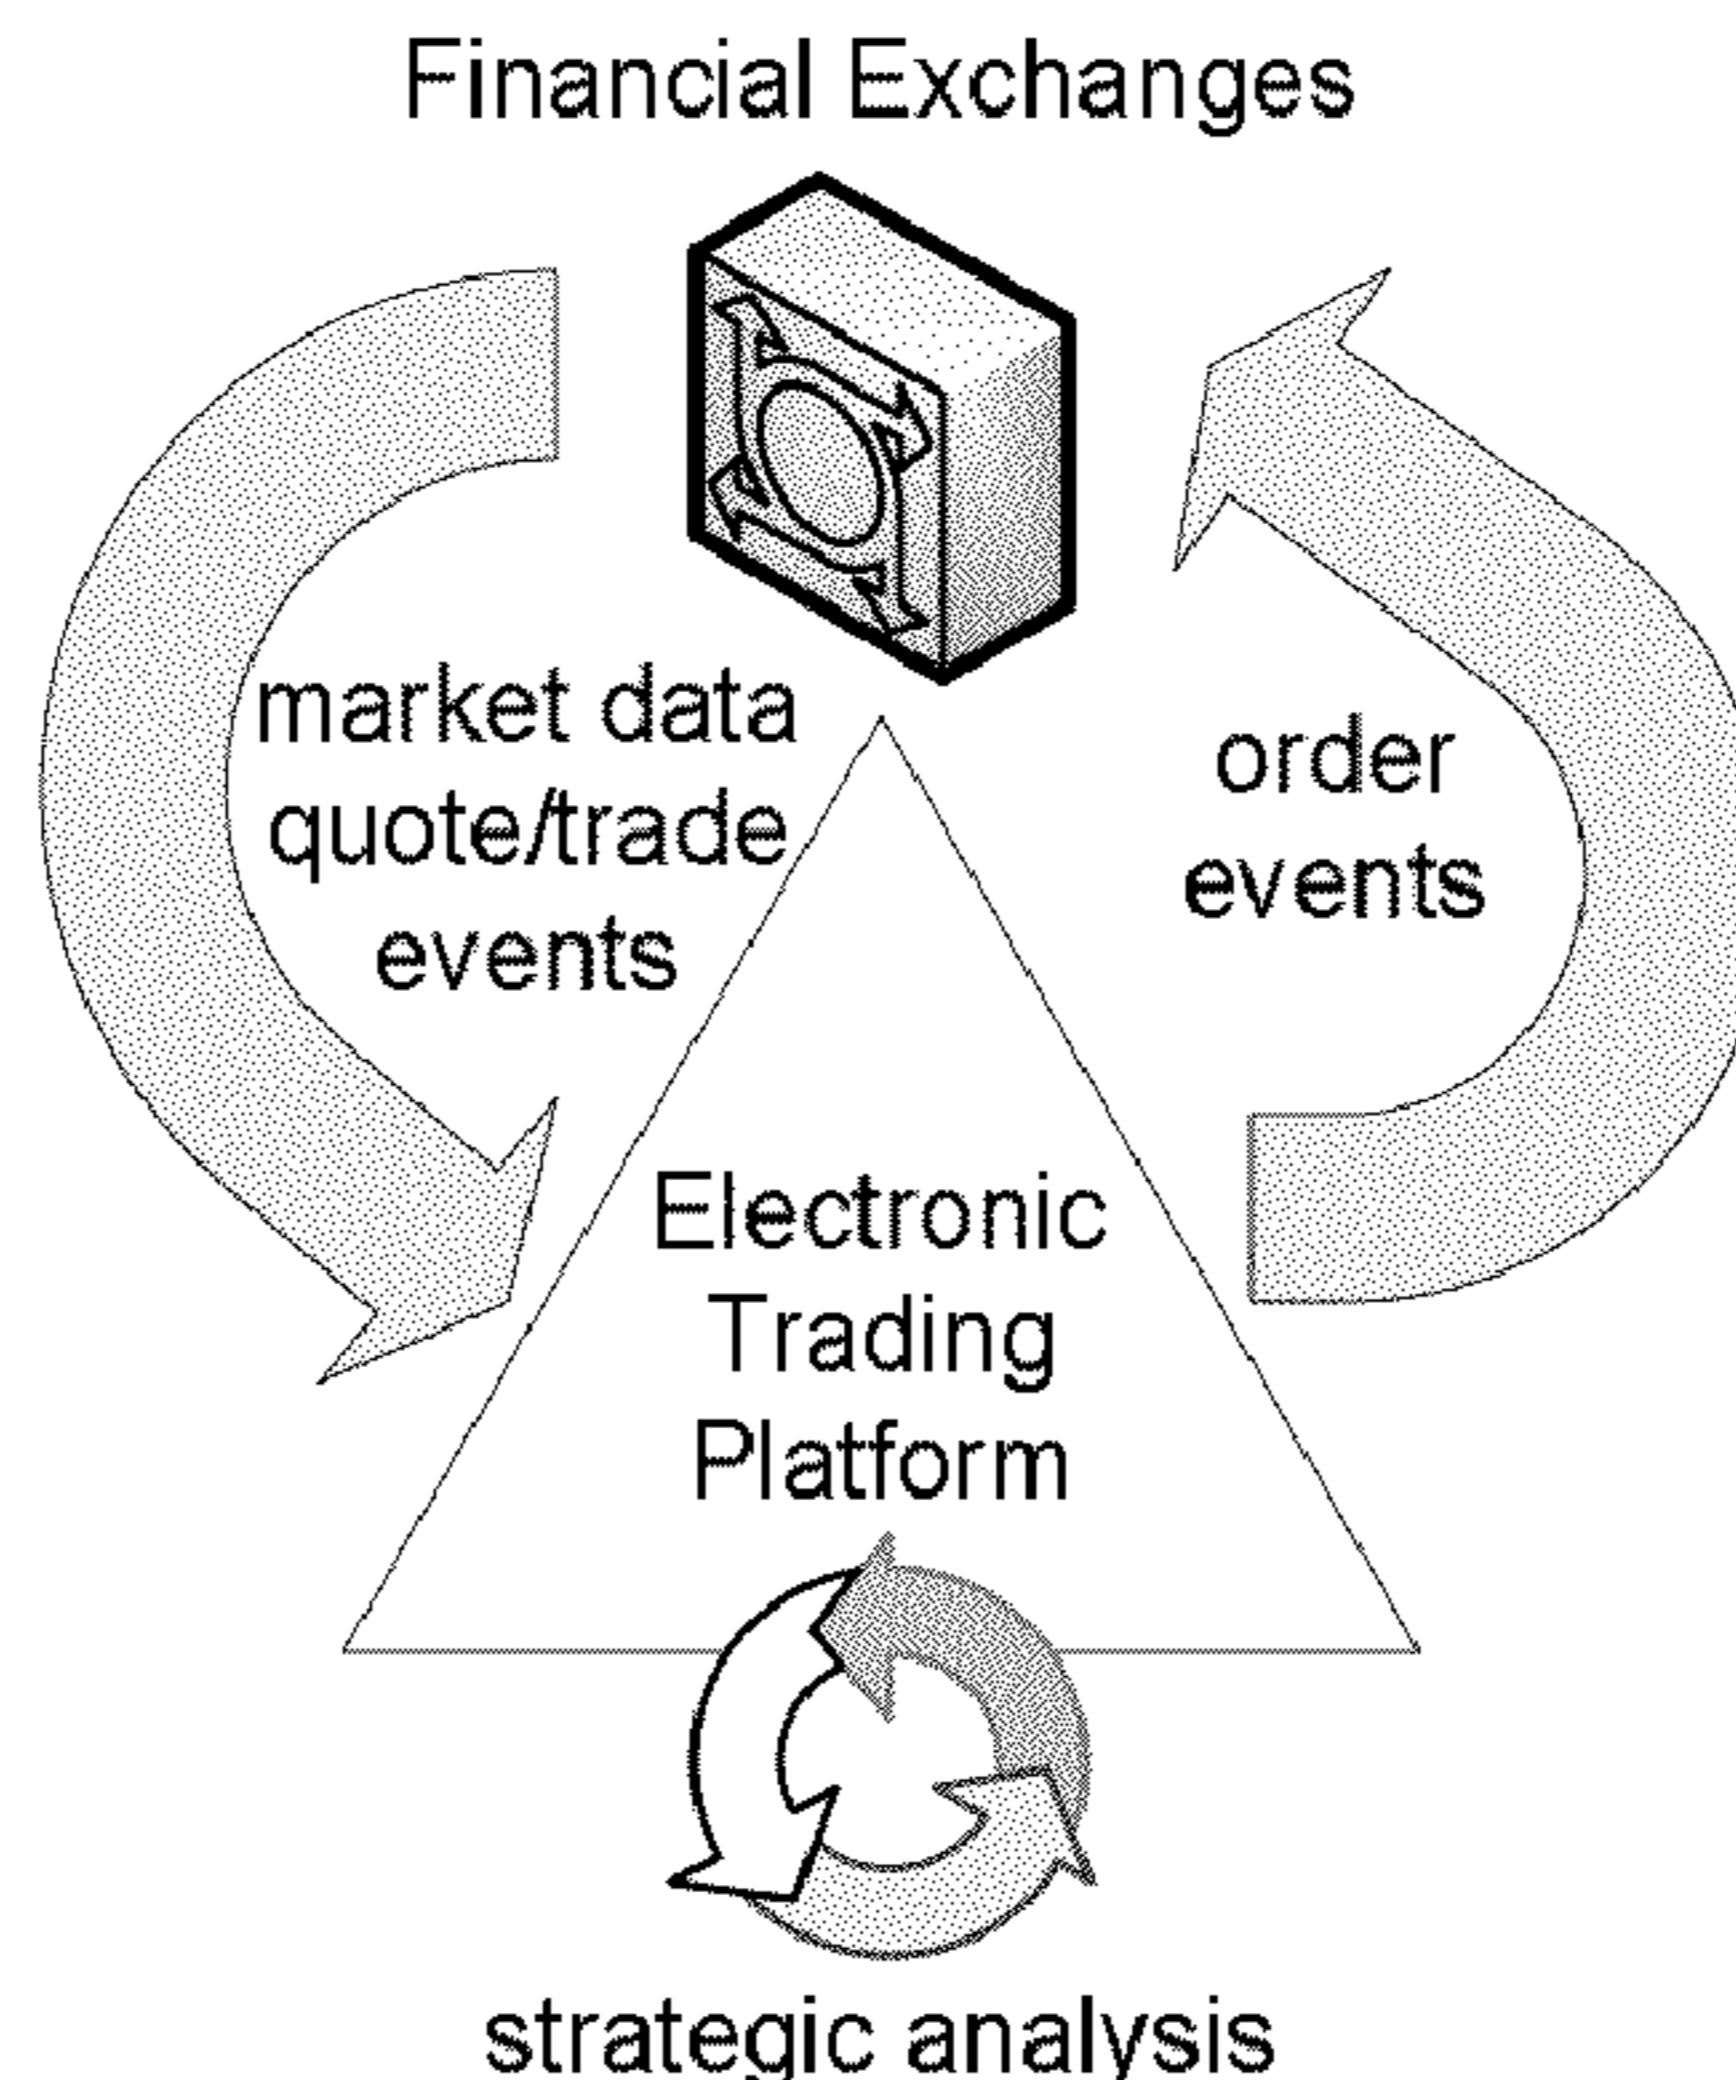 Financial Exchanges
market data
quote/trade
events
order
events
Electronic
Trading
Platform
strategic analysis